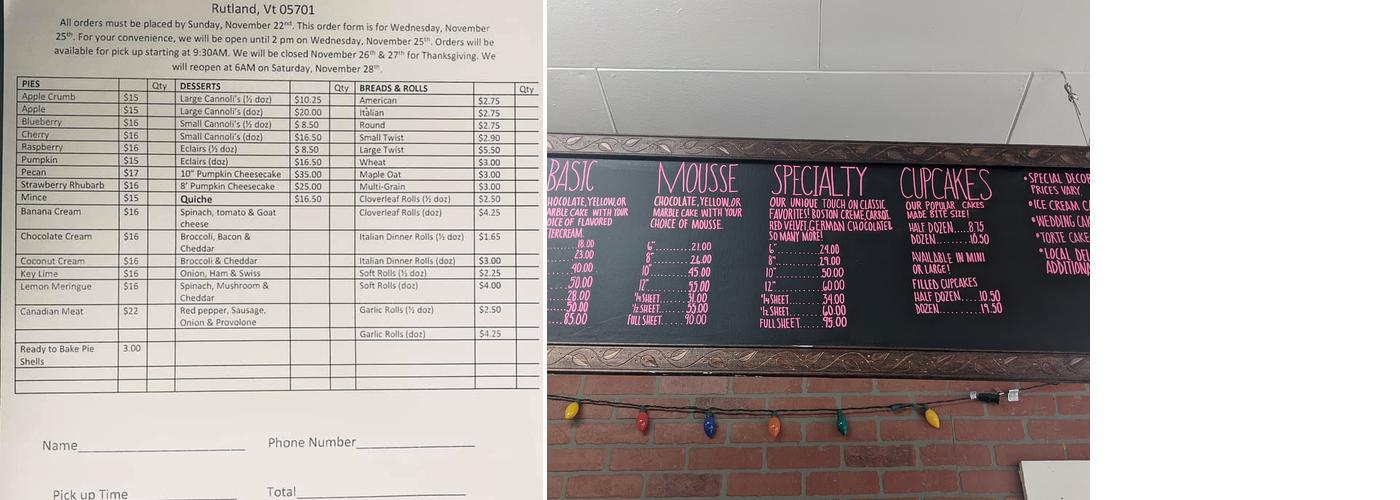 Rutland, Vt 05701
All orders must be placed by Sunday, November 22nd. This order form is for Wednesday, November
25th. For your convenience, we will be open until 2 pm on Wednesday, November 25th. Orders will be
available for pick up starting at 9:30AM. We will be closed November 26th & 27th for Thanksgiving. We
will reopen at 6AM on Saturday, November 28th.
PIES Qty DESSERTS Qty BREADS & ROLLS Qty
Apple Crumb $15 Large Cannoli's (½ doz) $10.25 American $2.75
Apple $15 Large Cannoli's (doz) $20.00 Italian $2.75
Blueberry $16 Small Cannoli's (½ doz) $ 8.50 Round $2.75
Cherry $16 Small Cannoli's (doz) $16.50 Small Twist $2.90
Raspberry $16 Eclairs (½ doz) $ 8.50 Large Twist $5.50
Pumpkin $15 Eclairs (doz) $16.50 Wheat $3.00
Pecan $17 10" Pumpkin Cheesecake $35.00 Maple Oat $3.00
Strawberry Rhubarb $16 8' Pumpkin Cheesecake $25.00 Multi-Grain $3.00
Mince $15 Quiche $16.50 Cloverleaf Rolls (½ doz) $2.50
Banana Cream $16 Spinach, tomato & Goat cheese Cloverleaf Rolls (doz) $4.25
Chocolate Cream $16 Broccoli, Bacon & Cheddar Italian Dinner Rolls (½ doz) $1.65
Coconut Cream $16 Broccoli & Cheddar Italian Dinner Rolls (doz) $3.00
Key Lime $16 Onion, Ham & Swiss Soft Rolls (½ doz) $2.25
Lemon Meringue $16 Spinach, Mushroom & Cheddar Soft Rolls (doz) $4.00
Canadian Meat $22 Red pepper, Sausage, Onion & Provolone Garlic Rolls (½ doz) $2.50
Garlic Rolls (doz) $4.25
Ready to Bake Pie Shells 3.00
Name Phone Number
Pick up Time Total
BASIC
HOCOLATE, YELLOW, OR
ARBLE CAKE WITH YOUR
OICE OF FLAVORED
TERCREAM.
18.00
23.00
40.00
50.00
28.00
50.00
85.00
MOUSSE
CHOCOLATE, YELLOW, OR
MARBLE CAKE WITH YOUR
CHOICE OF MOUSSE.
6".........21.00
8".........26.00
10"........45.00
12"........55.00
¼ SHEET.....31.00
½ SHEET.....55.00
FULL SHEET.....90.00
SPECIALTY
OUR UNIQUE TOUCH ON CLASSIC
FAVORITES! BOSTON CREME, CARROT,
RED VELVET, GERMAN CHOCOLATE &
SO MANY MORE!
6".........24.00
8".........29.00
10"........50.00
12"........60.00
¼ SHEET.....34.00
½ SHEET.....60.00
FULL SHEET.....95.00
CUPCAKES
OUR POPULAR CAKES
MADE BITE SIZE!
HALF DOZEN....8.75
DOZEN........16.50
AVAILABLE IN MINI
OR LARGE!
FILLED CUPCAKES
HALF DOZEN....10.50
DOZEN........19.50
•SPECIAL DECOR
PRICES VARY
•ICE CREAM C
•WEDDING CA
•TORTE CAKE
•LOCAL DEL
ADDITIONA